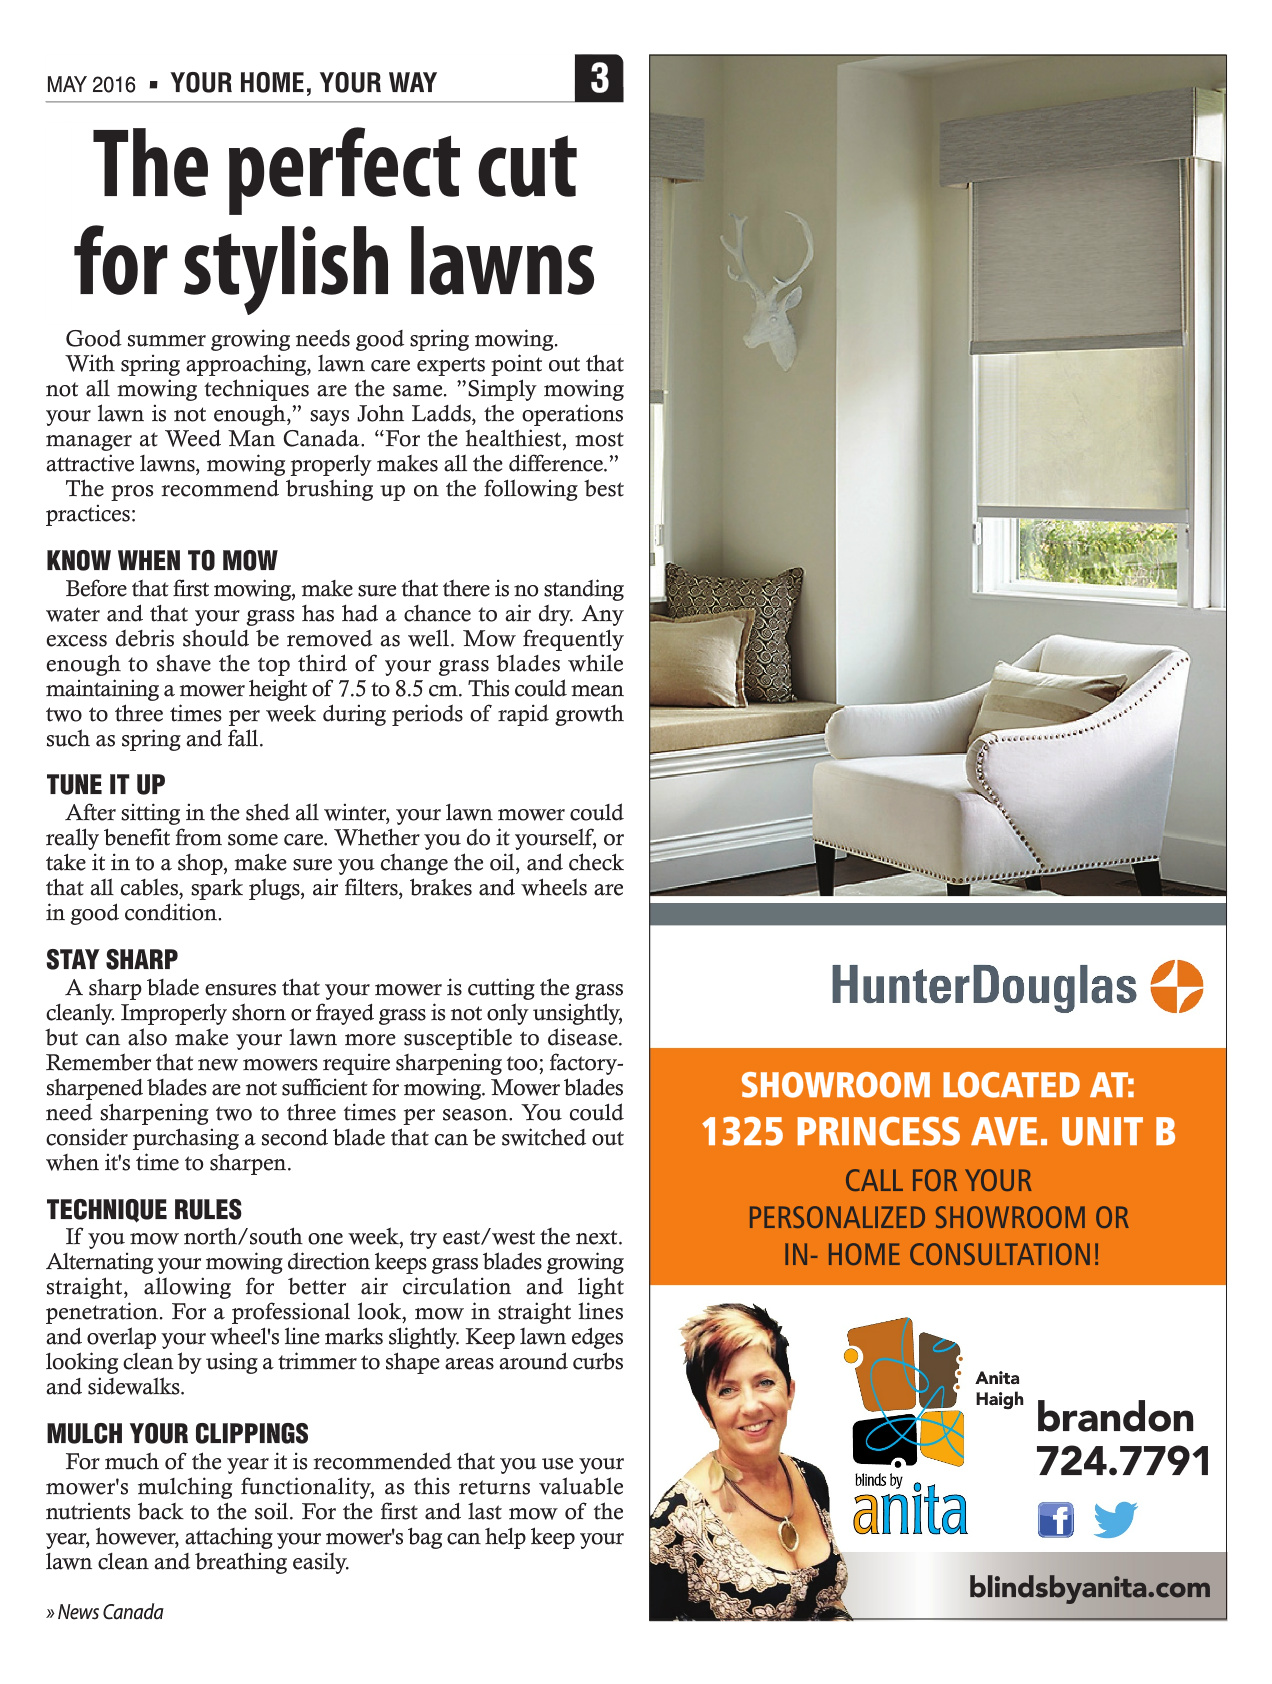 MAY 2016 ▪ YOUR HOME, YOUR WAY
3
The perfect cut
for stylish lawns
Good summer growing needs good spring mowing.
With spring approaching, lawn care experts point out that
not all mowing techniques are the same. ”Simply mowing
your lawn is not enough,” says John Ladds, the operations
manager at Weed Man Canada. “For the healthiest, most
attractive lawns, mowing properly makes all the difference.”
The pros recommend brushing up on the following best
practices:
KNOW WHEN TO MOW
Before that first mowing, make sure that there is no standing
water and that your grass has had a chance to air dry. Any
excess debris should be removed as well. Mow frequently
enough to shave the top third of your grass blades while
maintaining a mower height of 7.5 to 8.5 cm. This could mean
two to three times per week during periods of rapid growth
such as spring and fall.
TUNE IT UP
After sitting in the shed all winter, your lawn mower could
really benefit from some care. Whether you do it yourself, or
take it in to a shop, make sure you change the oil, and check
that all cables, spark plugs, air filters, brakes and wheels are
in good condition.
STAY SHARP
A sharp blade ensures that your mower is cutting the grass
cleanly. Improperly shorn or frayed grass is not only unsightly,
but can also make your lawn more susceptible to disease.
Remember that new mowers require sharpening too; factory-
sharpened blades are not sufficient for mowing. Mower blades
need sharpening two to three times per season. You could
consider purchasing a second blade that can be switched out
when it's time to sharpen.
TECHNIQUE RULES
If you mow north/south one week, try east/west the next.
Alternating your mowing direction keeps grass blades growing
straight, allowing for better air circulation and light
penetration. For a professional look, mow in straight lines
and overlap your wheel's line marks slightly. Keep lawn edges
looking clean by using a trimmer to shape areas around curbs
and sidewalks.
MULCH YOUR CLIPPINGS
For much of the year it is recommended that you use your
mower's mulching functionality, as this returns valuable
nutrients back to the soil. For the first and last mow of the
year, however, attaching your mower's bag can help keep your
lawn clean and breathing easily.
» News Canada
HunterDouglas
SHOWROOM LOCATED AT:
1325 PRINCESS AVE. UNIT B
CALL FOR YOUR
PERSONALIZED SHOWROOM OR
IN- HOME CONSULTATION!
Anita
Haigh
blinds by
anita
brandon
724.7791
f
blindsbyanita.com